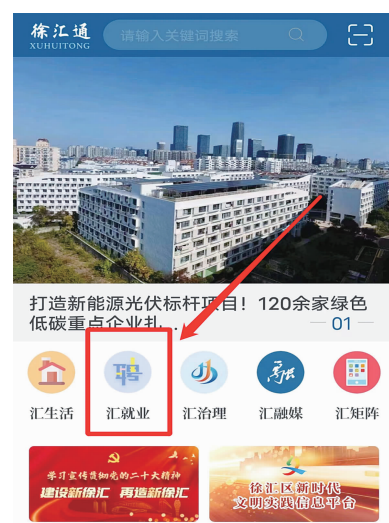 徐汇通
XUHUITONG
请输入关键词搜索
打造新能源光伏标杆项目！120余家绿色
低碳重点企业扎...
01
聘
融
汇生活
汇就业
汇治理
汇融媒
汇矩阵
学习宣传贯彻党的二十大精神
建设新徐汇 再造新徐汇
徐汇区新时代
文明实践信息平台